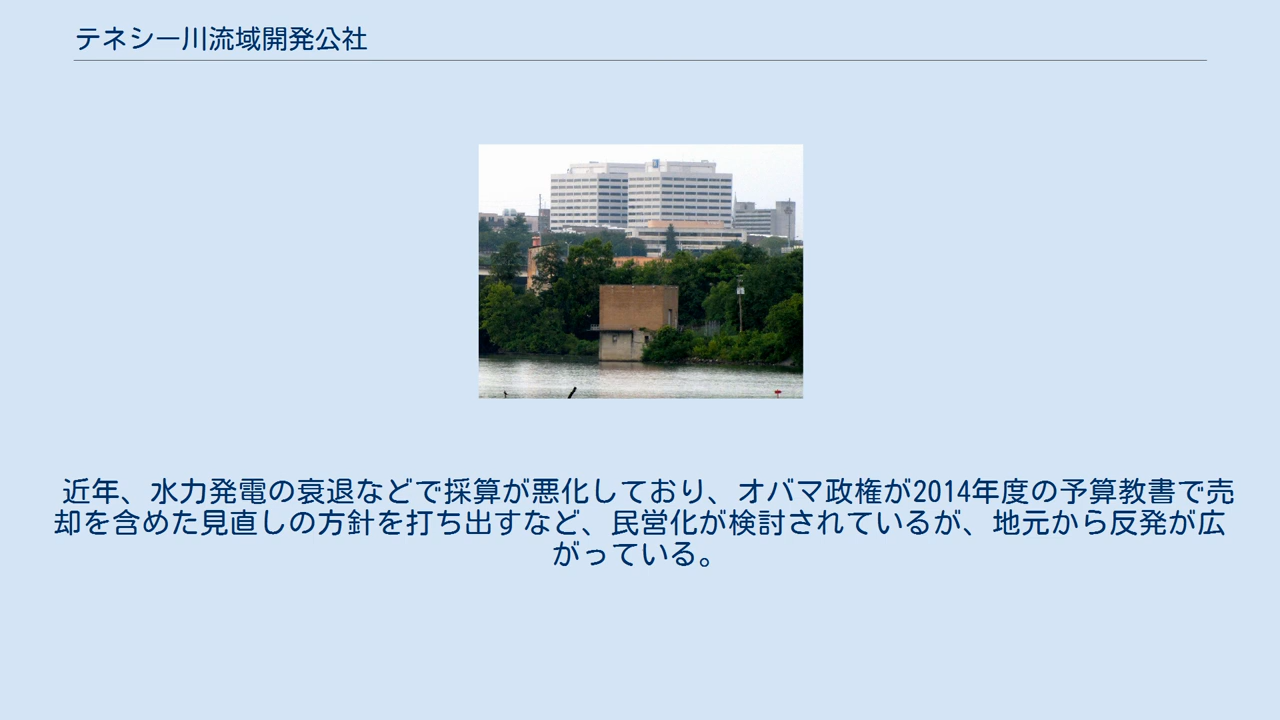 テネシー川流域開発公社
近年、水力発電の衰退などで採算が悪化しており、オバマ政権が2014年度の予算教書で売
却を含めた見直しの方針を打ち出すなど、民営化が検討されているが、地元から反発が広
がっている。